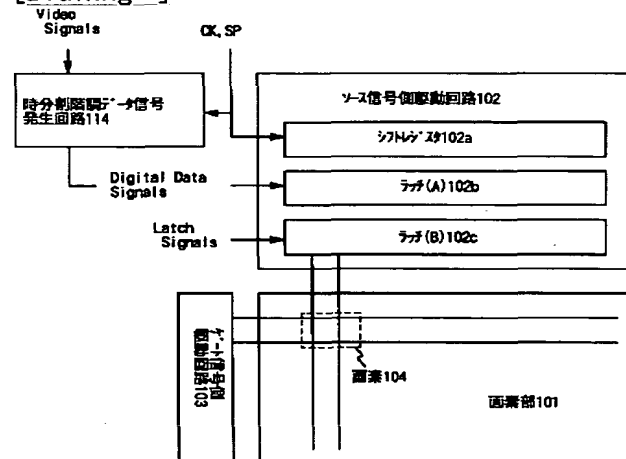 Video
Signals
CK,SP
時分割階調データ信号
発生回路114
ソース信号側駆動回路102
シフトレジスタ102a
Digital Data
Signals
ラッチ(A)102b
Latch
Signals
ラッチ(B)102c
ゲート信号側
駆動回路103
画素104
画素部101